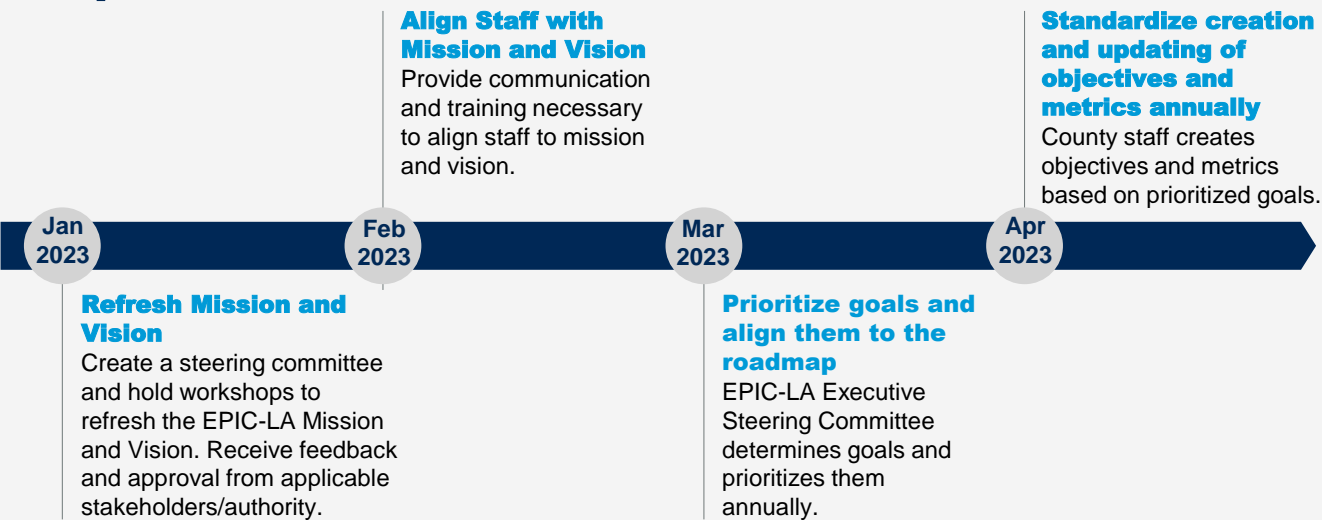 Align Staff with
Mission and Vision
Provide communication
and training necessary
to align staff to mission
and vision.
Standardize creation
and updating of
objectives and
metrics annually
County staff creates
objectives and metrics
based on prioritized goals.
Jan
2023
Feb
2023
Mar
2023
Apr
2023
Refresh Mission and
Vision
Create a steering committee
and hold workshops to
refresh the EPIC-LA Mission
and Vision. Receive feedback
and approval from applicable
stakeholders/authority.
Prioritize goals and
align them to the
roadmap
EPIC-LA Executive
Steering Committee
determines goals and
prioritizes them
annually.